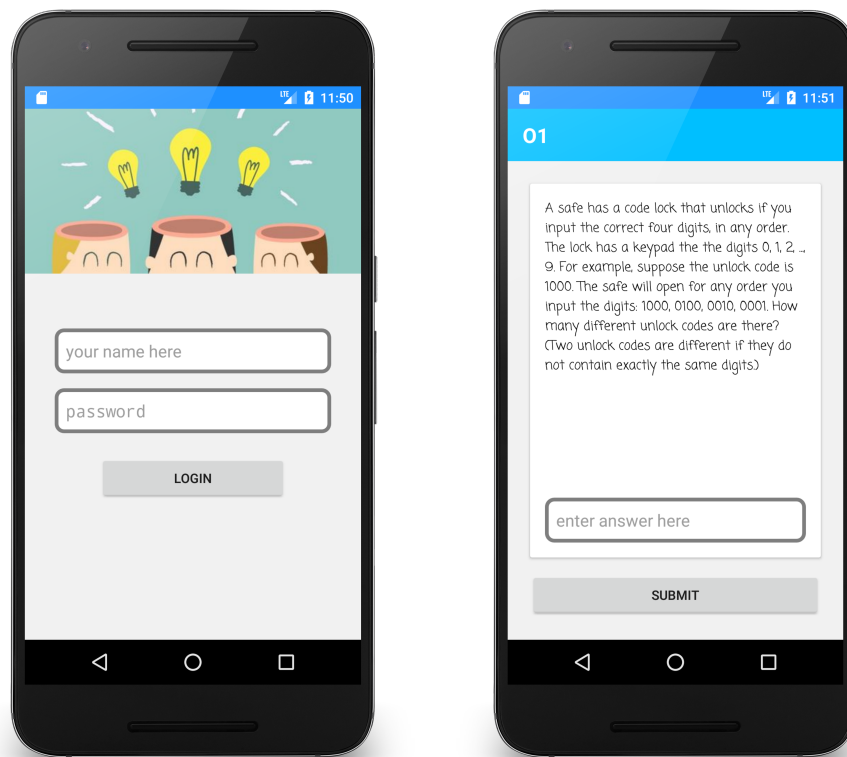 LTE 11:50
your name here
password
LOGIN
LTE 11:51
01
A safe has a code lock that unlocks if you
input the correct four digits, in any order.
The lock has a keypad the the digits 0, 1, 2, ...,
9. For example, suppose the unlock code is
1000. The safe will open for any order you
input the digits: 1000, 0100, 0010, 0001. How
many different unlock codes are there?
(Two unlock codes are different if they do
not contain exactly the same digits.)
enter answer here
SUBMIT